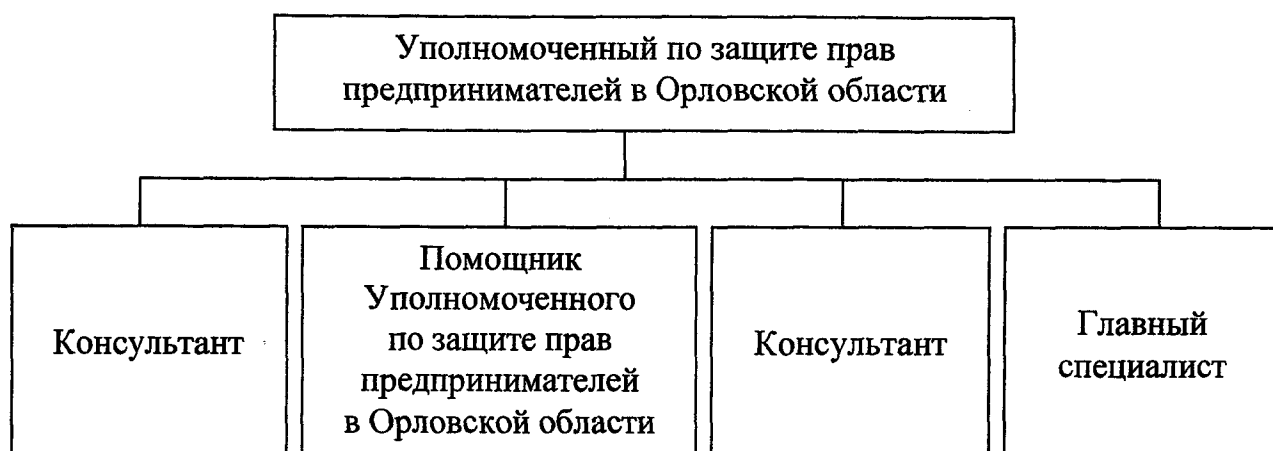 Уполномоченный по защите прав
предпринимателей в Орловской области
Консультант
Помощник
Уполномоченного
по защите прав
предпринимателей
в Орловской области
Консультант
Главный
специалист